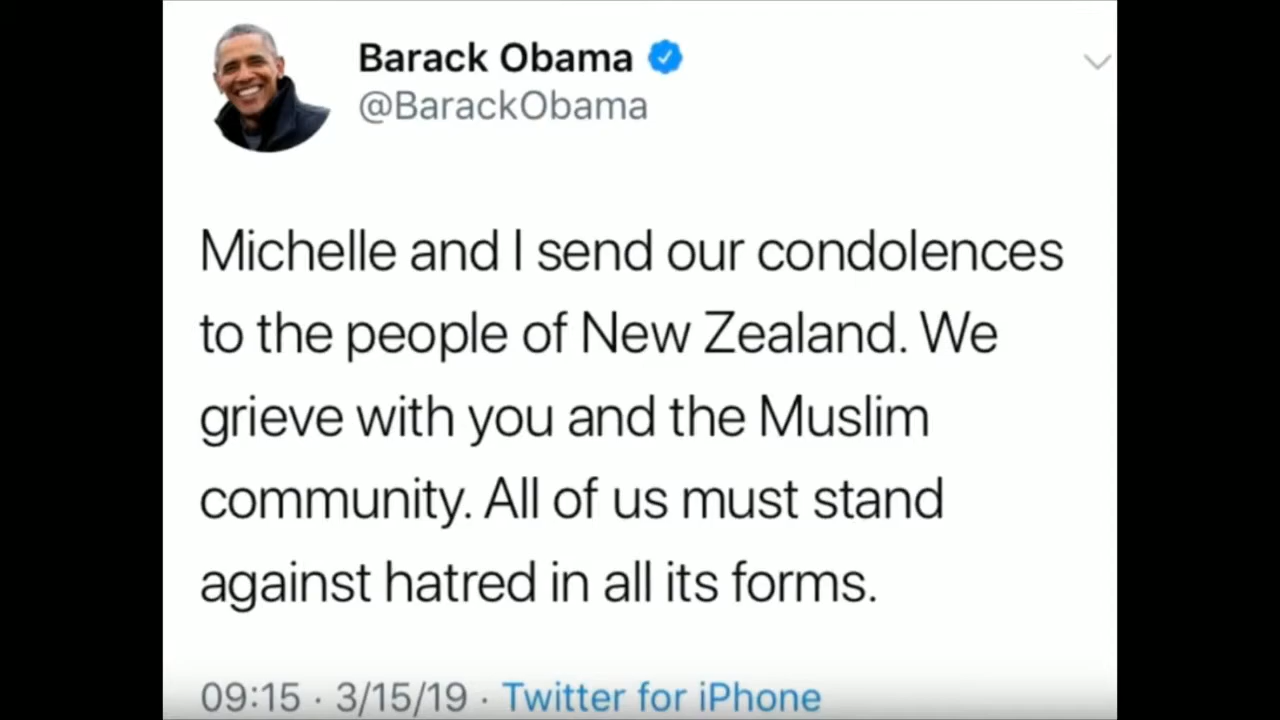 Barack Obama
@BarackObama
Michelle and I send our condolences
to the people of New Zealand. We
grieve with you and the Muslim
community. All of us must stand
against hatred in all its forms.
09:15 · 3/15/19 · Twitter for iPhone